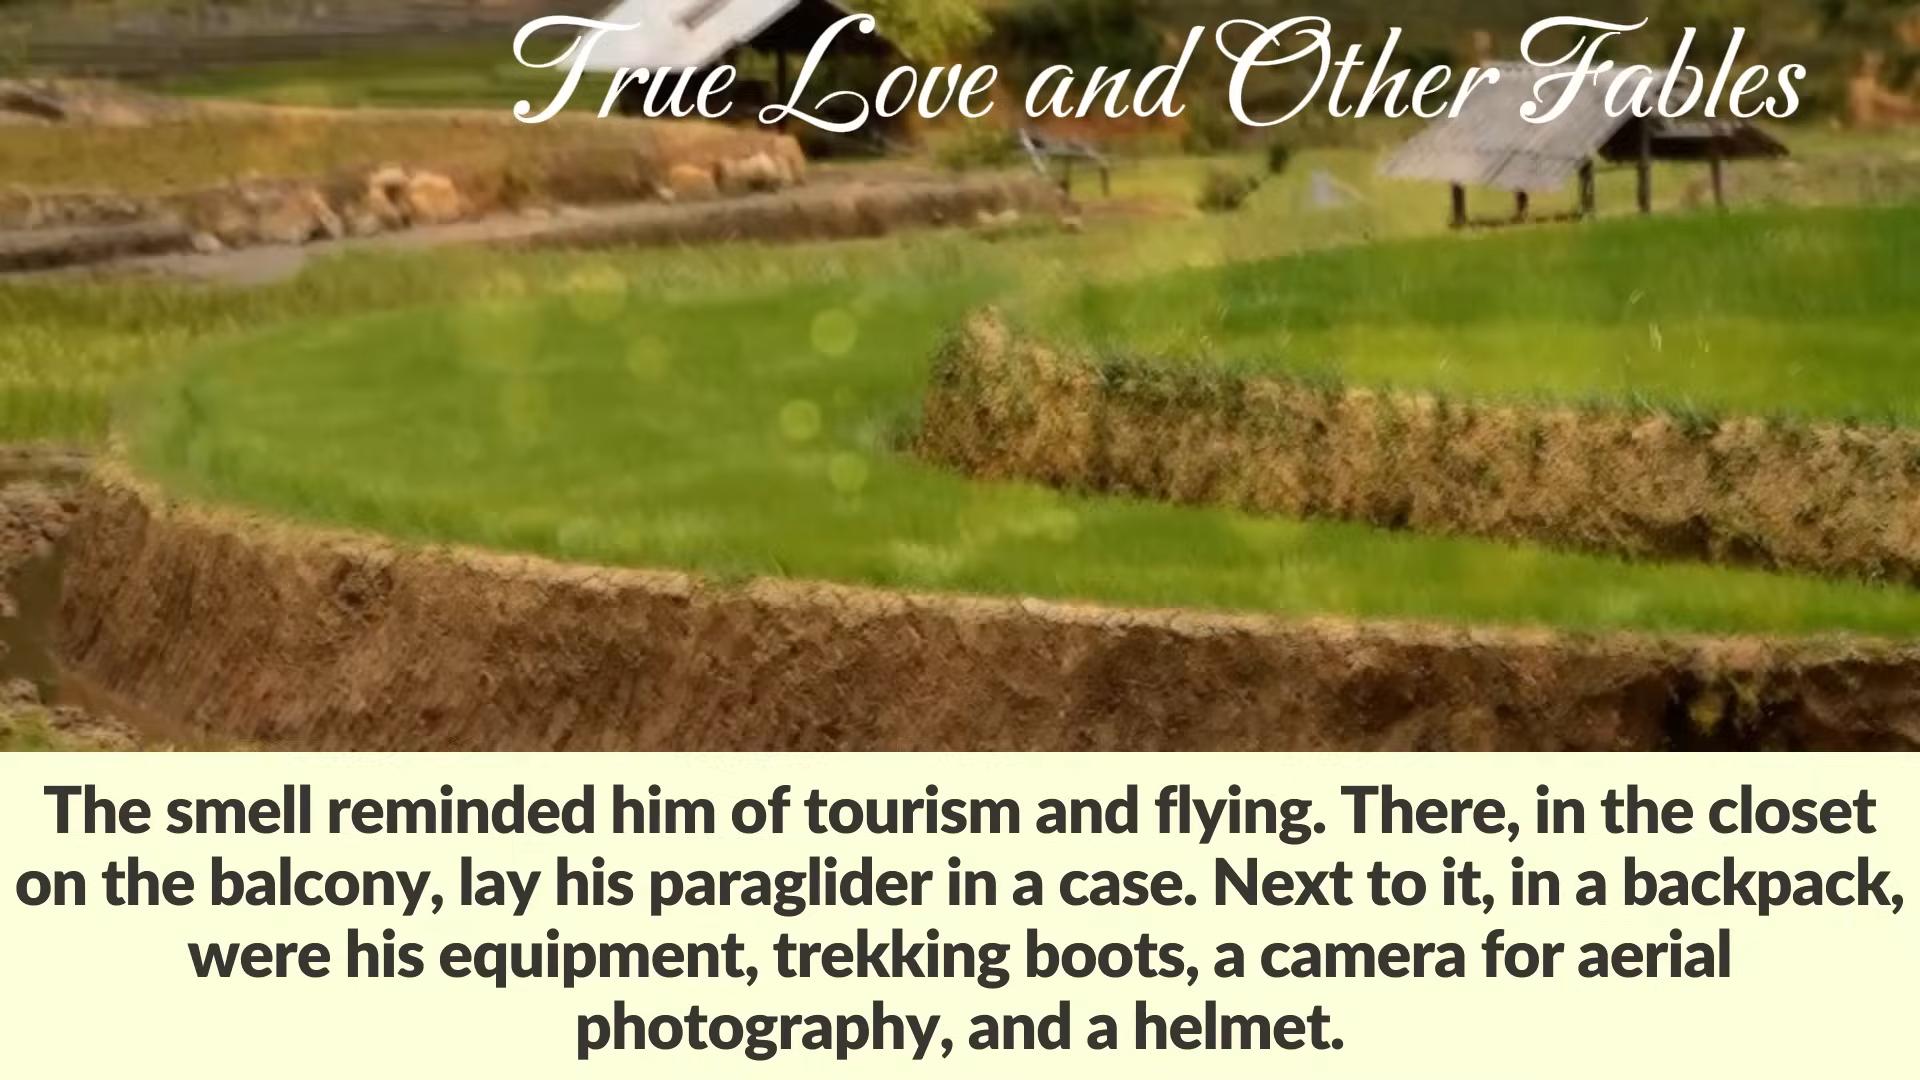 True Love and Other Fables
The smell reminded him of tourism and flying. There, in the closet
on the balcony, lay his paraglider in a case. Next to it, in a backpack,
were his equipment, trekking boots, a camera for aerial
photography, and a helmet.